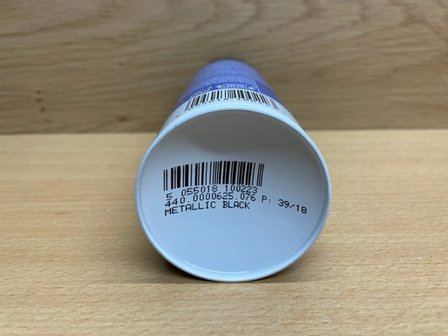 5 055018 100223
440.0000625.076 P: 39/18
METALLIC BLACK